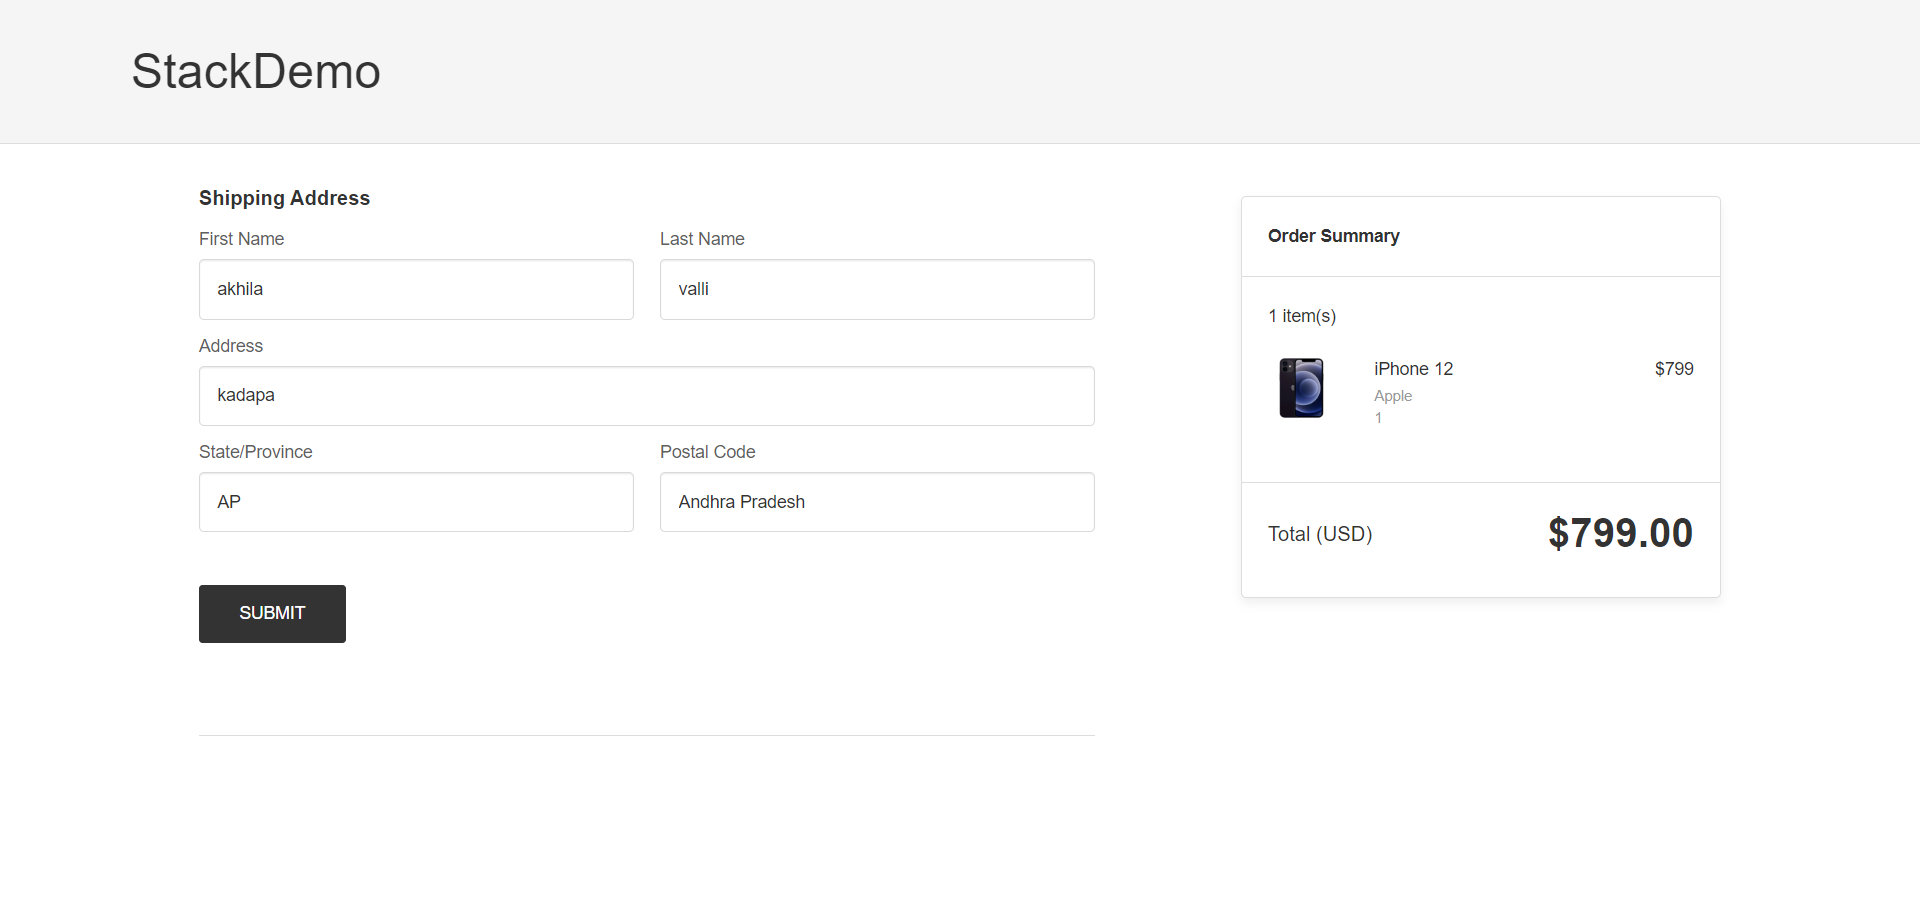 StackDemo
Shipping Address
First Name
Last Name
akhila
valli
Address
kadapa
State/Province
Postal Code
AP
Andhra Pradesh
SUBMIT
Order Summary
1 item(s)
iPhone 12
$799
Apple
1
Total (USD)
$799.00